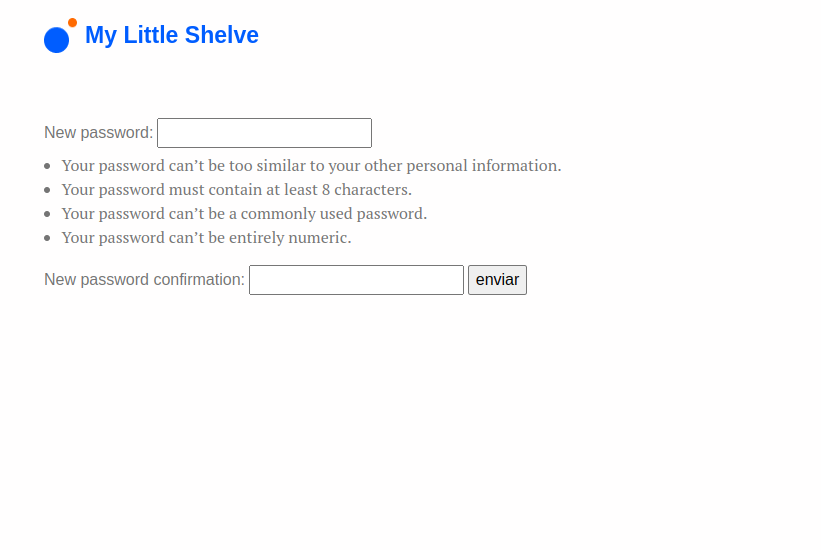 My Little Shelve
New password:
Your password can’t be too similar to your other personal information.
Your password must contain at least 8 characters.
Your password can’t be a commonly used password.
Your password can’t be entirely numeric.
New password confirmation: enviar